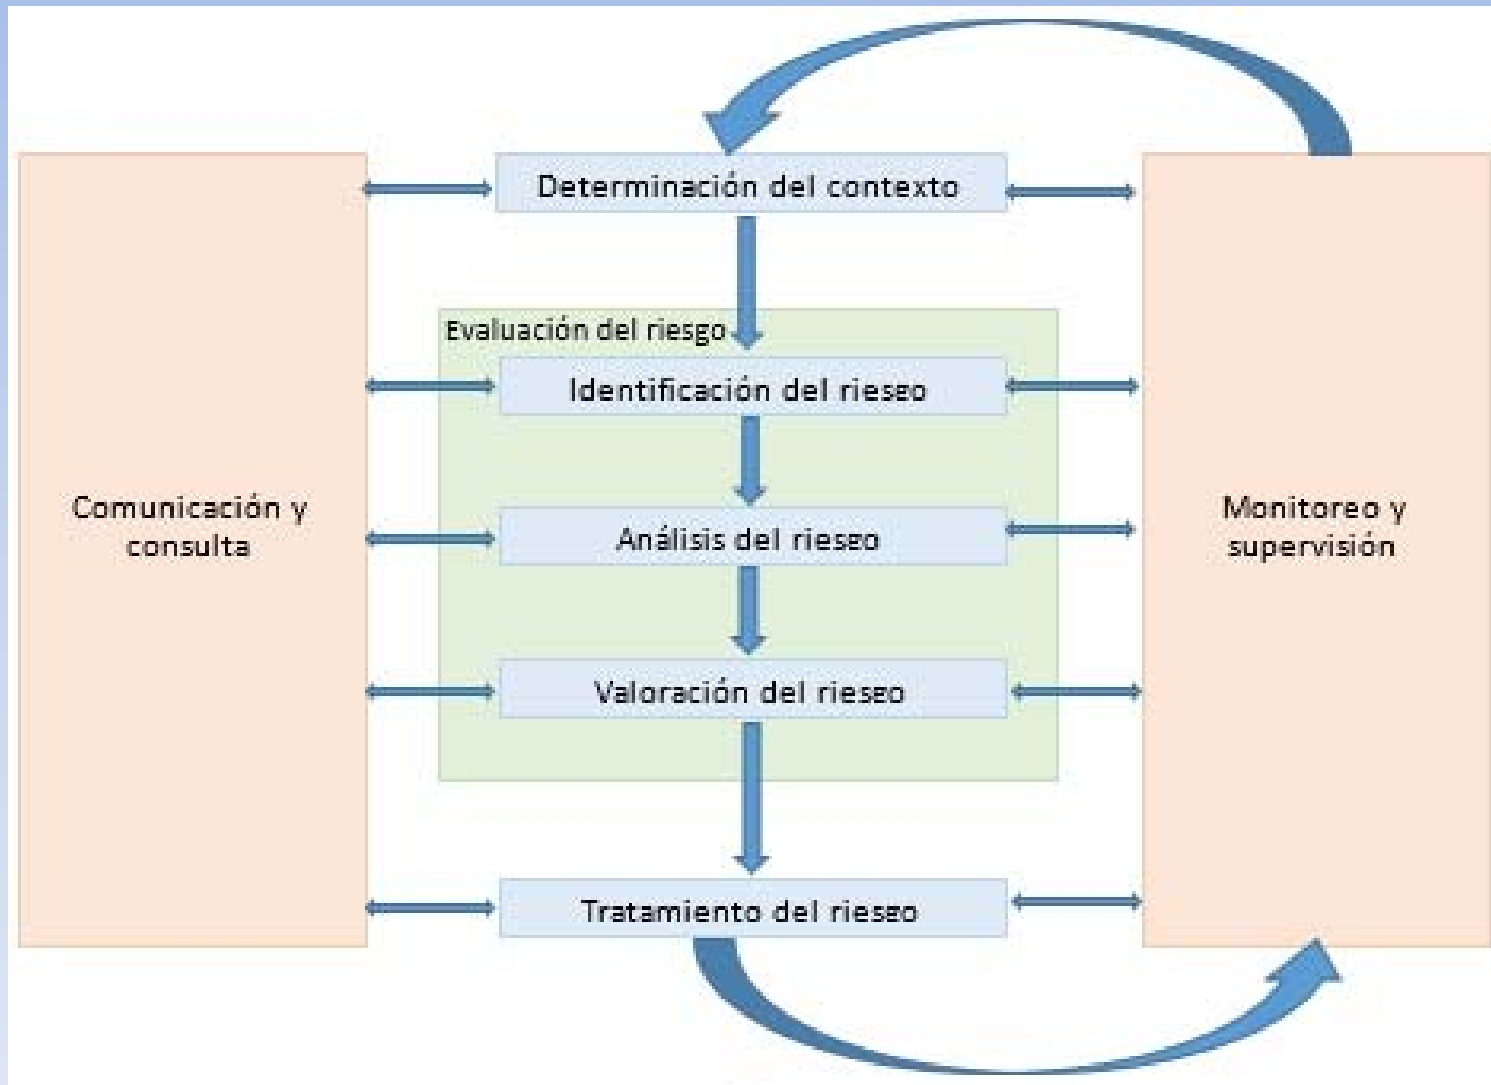 Determinación del contexto
Evaluación del riesgo
Identificación del riesgo
Comunicación y
consulta
Análisis del riesgo
Monitoreo y
supervisión
Valoración del riesgo
Tratamiento del riesgo